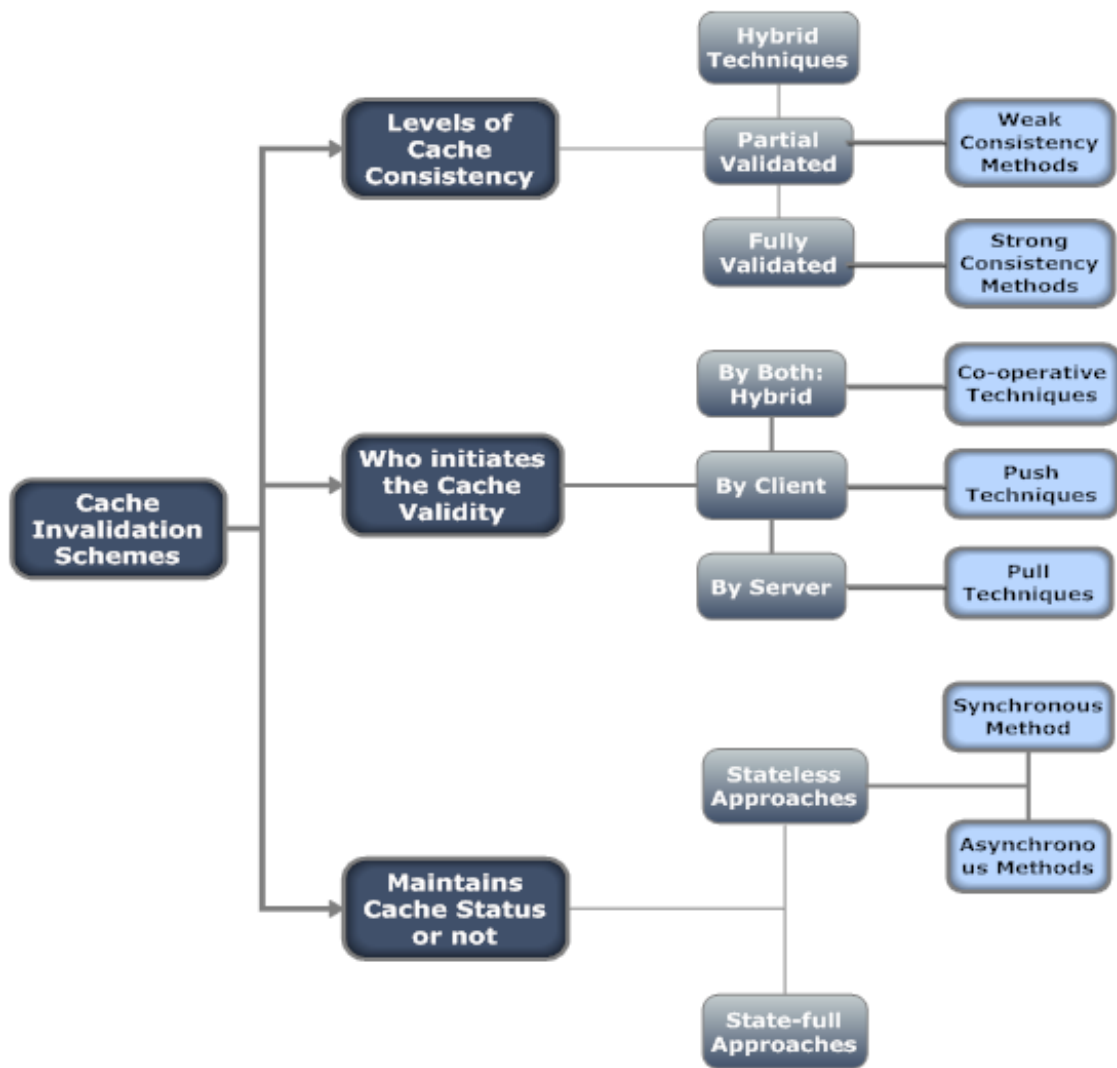 Hybrid
Techniques
Levels of
Cache
Consistency
Partial
Validated
Weak
Consistency
Methods
Fully
Validated
Strong
Consistency
Methods
By Both:
Hybrid
Co-operative
Techniques
Cache
Invalidation
Schemes
Who initiates
the Cache
Validity
By Client
Push
Techniques
By Server
Pull
Techniques
Synchronous
Method
Stateless
Approaches
Asynchrono
us Methods
Maintains
Cache Status
or not
State-full
Approaches